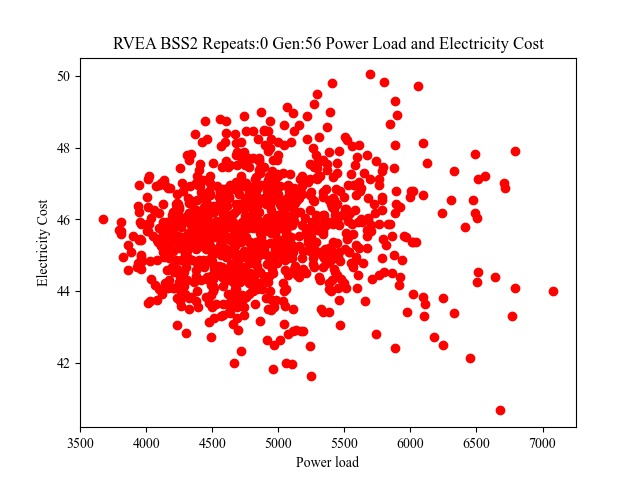 RVEA BSS2 Repeats:0 Gen:56 Power Load and Electricity Cost
50
48
46
44
42
Electricity Cost
3500 4000 4500 5000 5500 6000 6500 7000
Power load